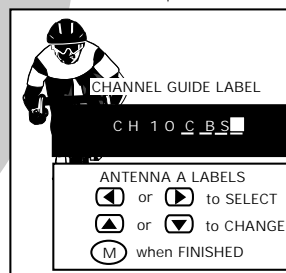 CHANNEL GUIDE LABEL
CH 10 CBS
ANTENNA A LABELS
or to SELECT
or to CHANGE
M when FINISHED